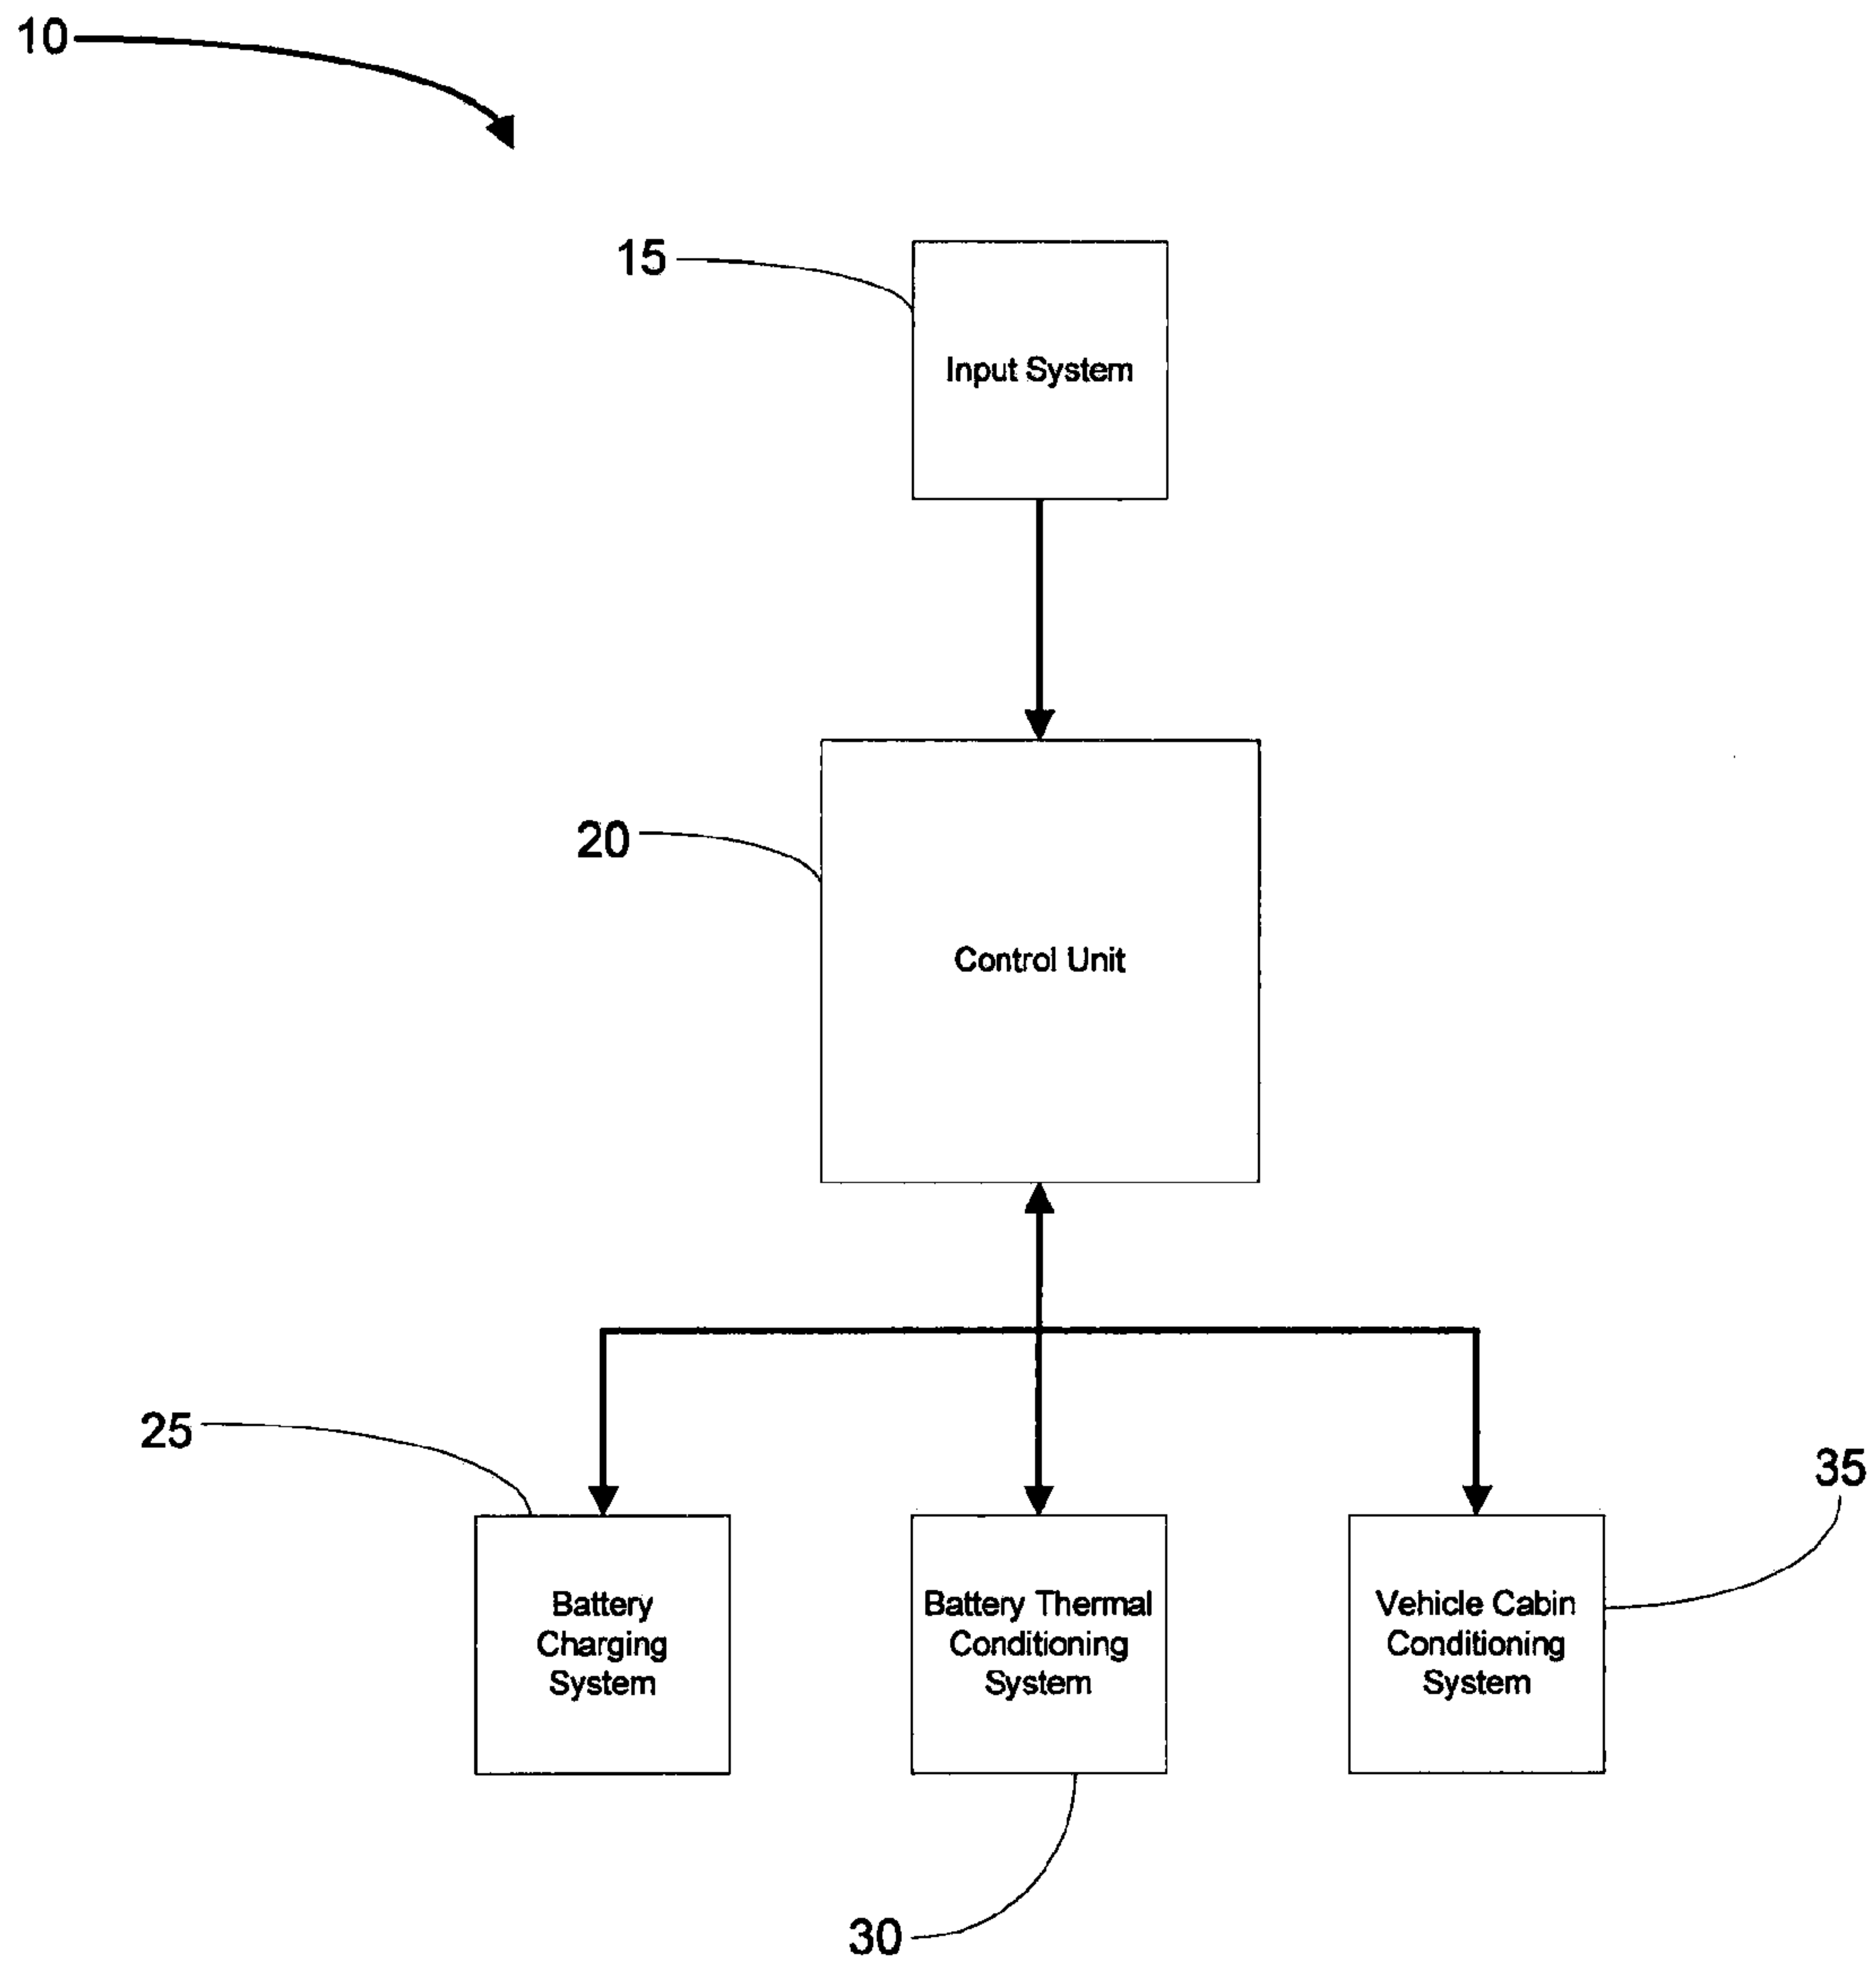 10
15
Input System
20
Control Unit
25
35
Battery
Charging
System
Battery Thermal
Conditioning
System
Vehicle Cabin
Conditioning
System
30